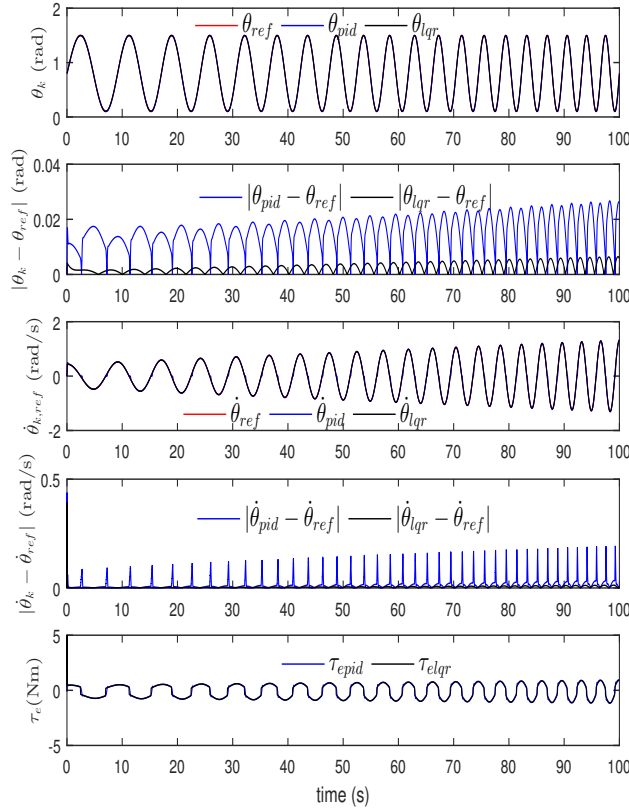 2
1
0
θ_k (rad)
θ_ref θ_pid θ_lqr
0 10 20 30 40 50 60 70 80 90 100
0.04
0.02
0
|θ_k − θ_ref| (rad)
|θ_pid − θ_ref| |θ_lqr − θ_ref|
0 10 20 30 40 50 60 70 80 90 100
2
0
-2
θ̇_k,ref (rad/s)
θ̇_ref θ̇_pid θ̇_lqr
0 10 20 30 40 50 60 70 80 90 100
0.5
0
|θ̇_k − θ̇_ref| (rad/s)
|θ̇_pid − θ̇_ref| |θ̇_lqr − θ̇_ref|
0 10 20 30 40 50 60 70 80 90 100
5
0
-5
τ_e(Nm)
τ_epid τ_elqr
0 10 20 30 40 50 60 70 80 90 100
time (s)